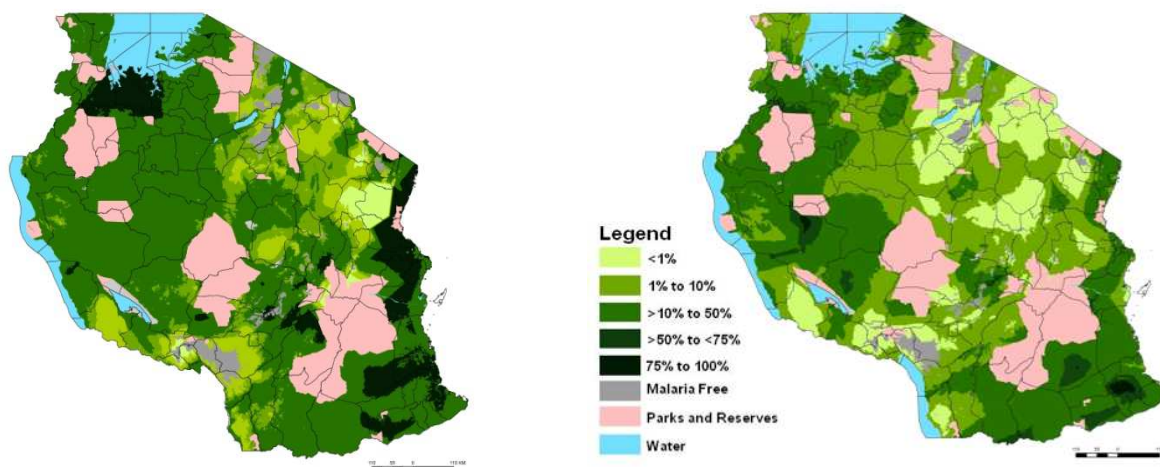 Legend
<1%
1% to 10%
>10% to 50%
>50% to <75%
75% to 100%
Malaria Free
Parks and Reserves
Water